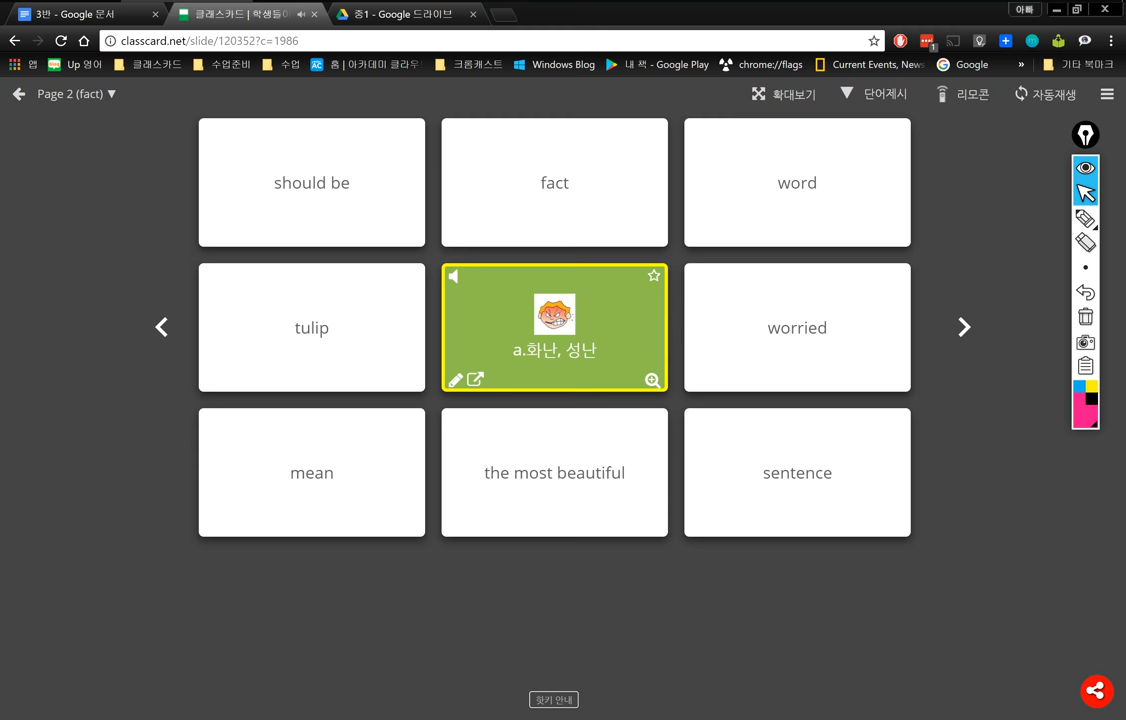 3반 - Google 문서
클래스카드 | 학생들이
중1 - Google 드라이브
아빠
classcard.net/slide/120352?c=1986
1
앱
Up 영어
클래스카드
수업준비
수업
홈 | 아카데미 클라우
크롬캐스트
Windows Blog
내 책 - Google Play
chrome://flags
Current Events, News
Google
»
기타 북마크
Page 2 (fact) ▼
확대보기
단어제시
리모콘
자동재생
should be
fact
word
tulip
a.화난, 성난
worried
mean
the most beautiful
sentence
핫키 안내